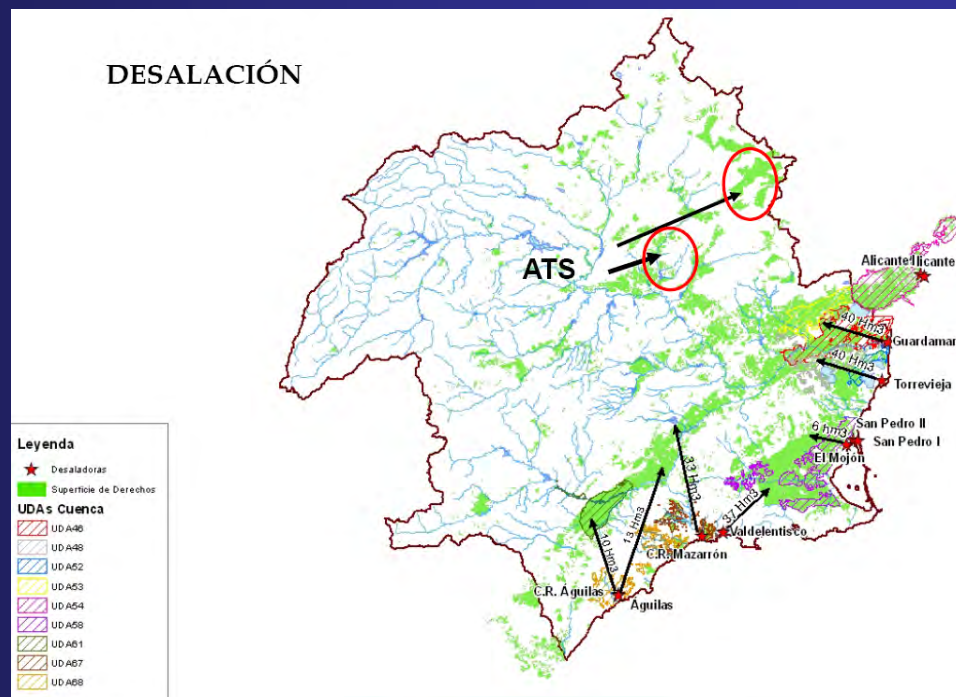 DESALACIÓN
ATS
Alicante I
licante
40 Hm3
Guardamar
40 Hm3
Torrevieja
6 hm3
San Pedro II
San Pedro I
El Mojón
33 Hm3
37 Hm3
Valdelentisco
13 Hm3
10 Hm3
C.R. Mazarrón
C.R. Águilas
Águilas
Leyenda
Desaladoras
Superficie de Derechos
UDAs Cuenca
UDA46
UDA48
UDA52
UDA53
UDA54
UDA58
UDA61
UDA67
UDA68